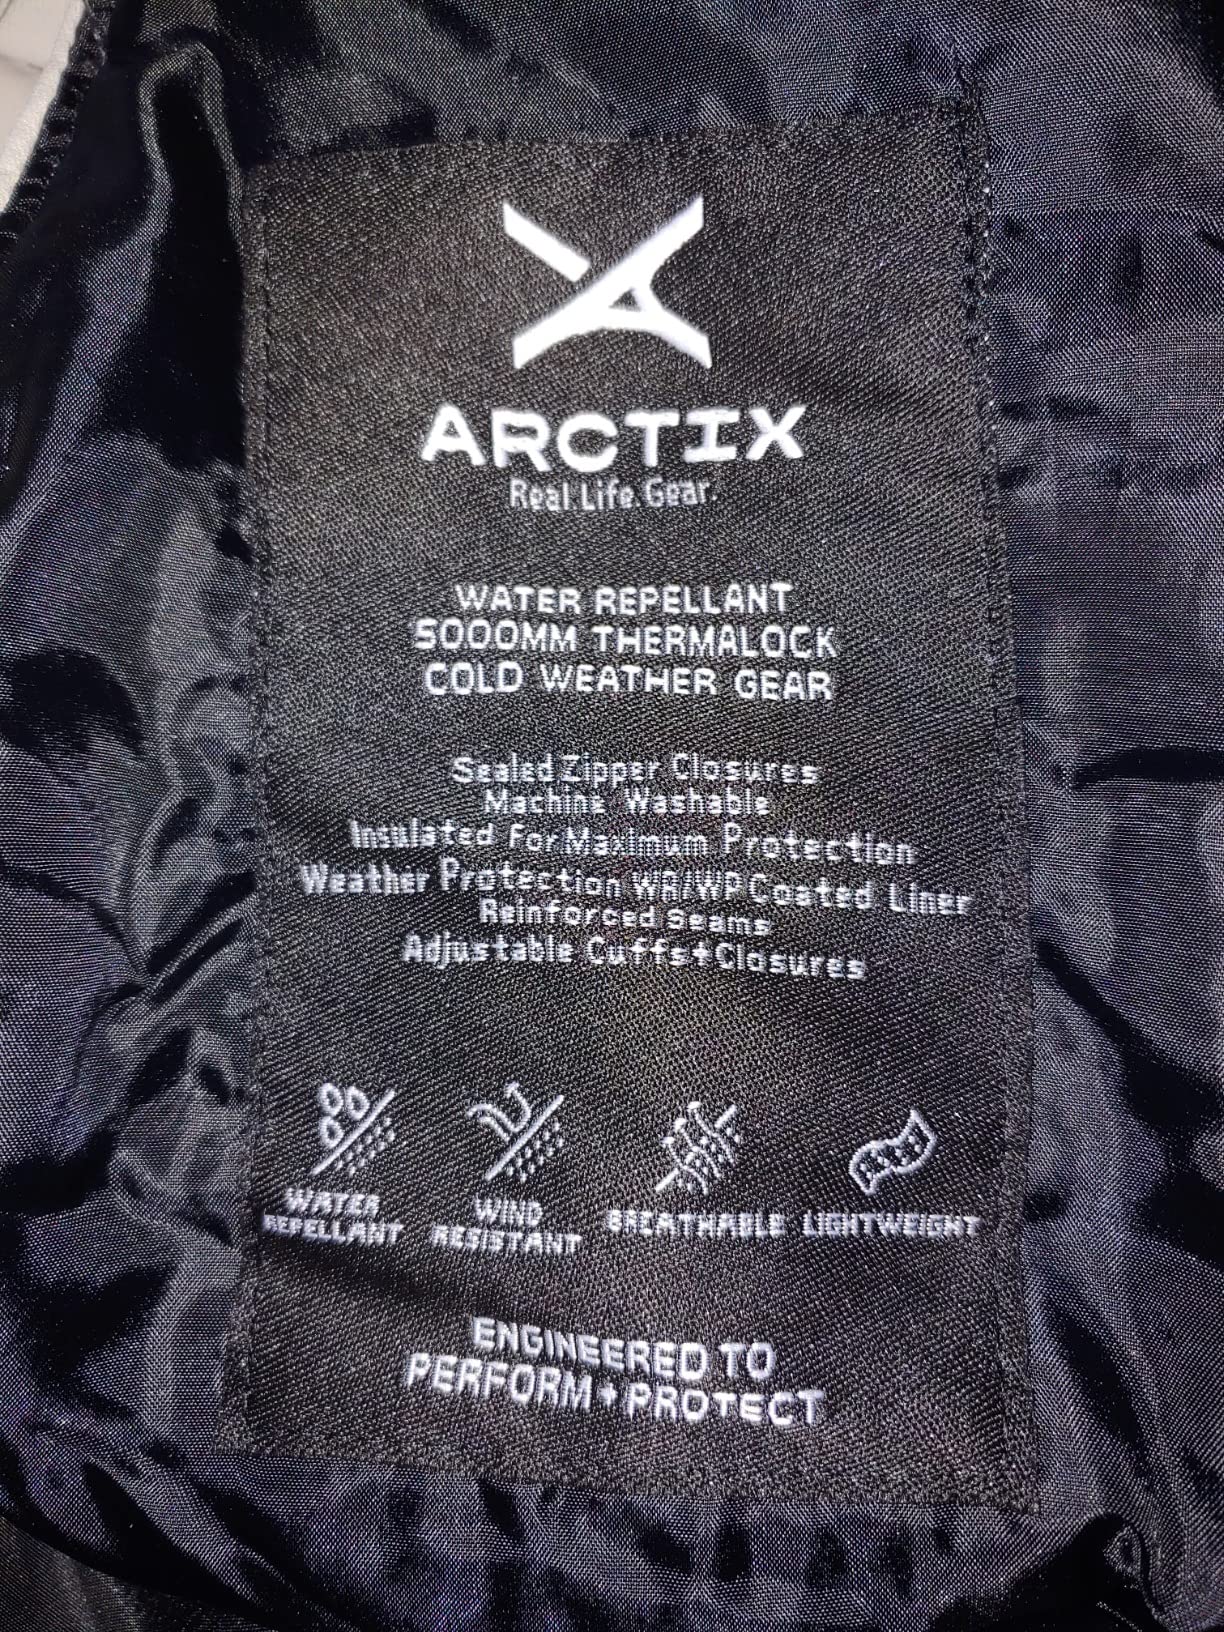 ARCTIX
Real.Life.Gear.
WATER REPELLANT
5000MM THERMALOCK
COLD WEATHER GEAR
Sealed Zipper Closures
Machine Washable
Insulated For Maximum Protection
Weather Protection WR/WP Coated Liner
Reinforced Seams
Adjustable Cuffs+Closures
WATER
REPELLANT
WIND
RESISTANT
BREATHABLE
LIGHTWEIGHT
ENGINEERED TO
PERFORM + PROTECT